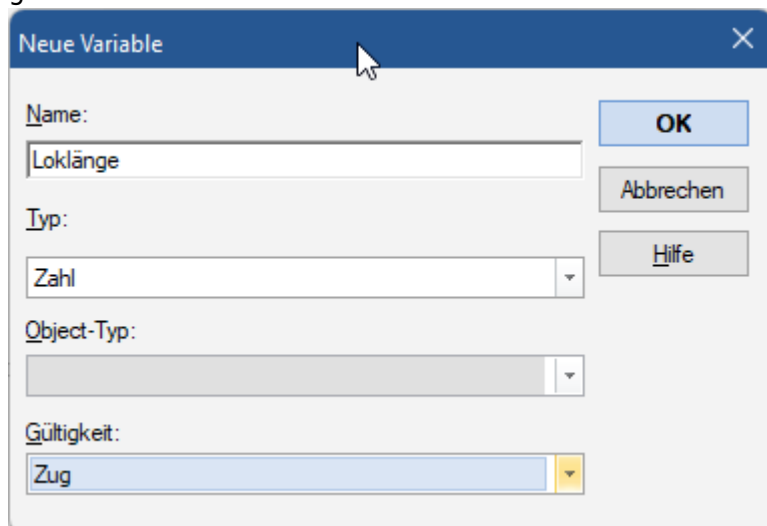 Neue Variable
Name:
OK
Loklänge
Abbrechen
Typ:
Hilfe
Zahl
Object-Typ:
Gültigkeit:
Zug